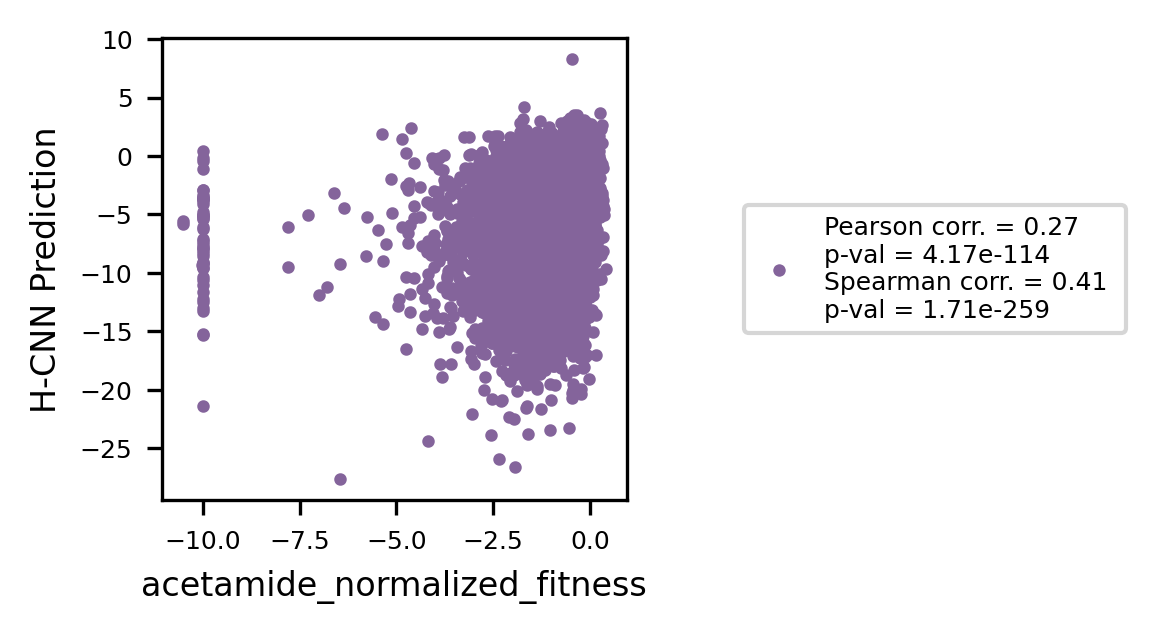 10
5
0
−5
−10
−15
−20
−25
H-CNN Prediction
−10.0 −7.5 −5.0 −2.5 0.0
acetamide_normalized_fitness
Pearson corr. = 0.27
p-val = 4.17e-114
Spearman corr. = 0.41
p-val = 1.71e-259